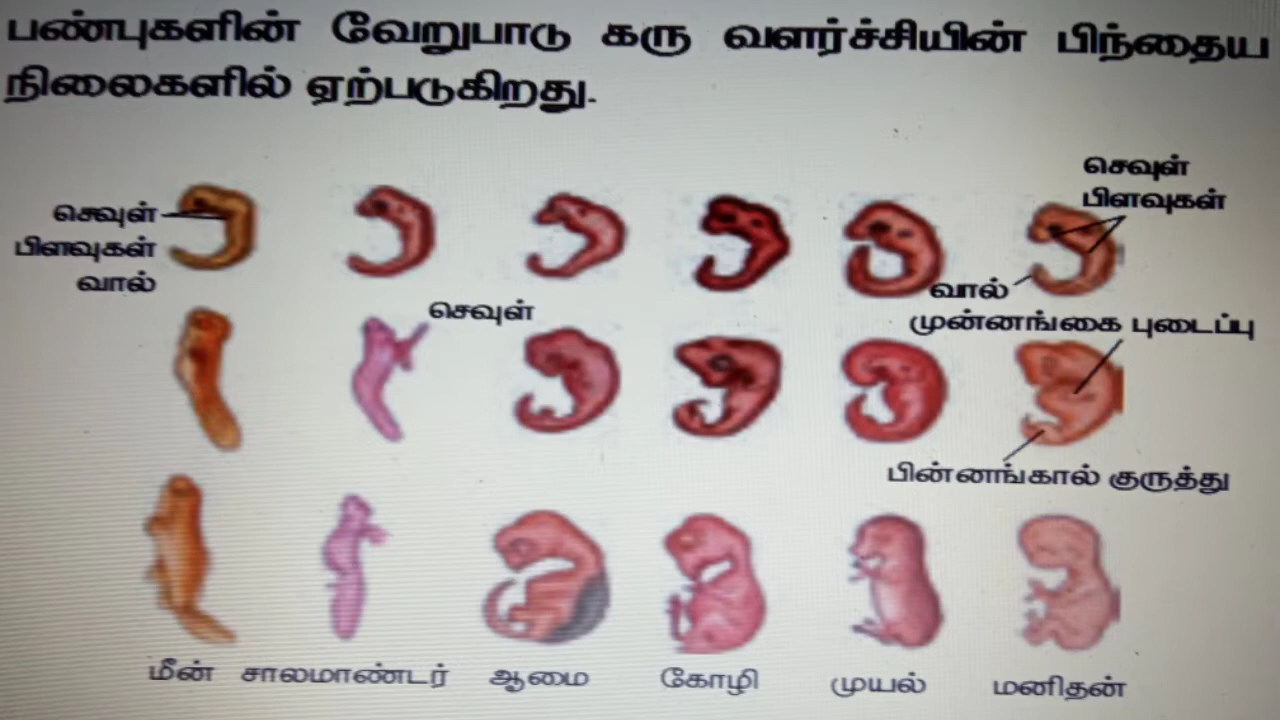 பண்புகளின் வேறுபாடு கரு வளர்ச்சியின் பிந்தைய
நிலைகளில் ஏற்படுகிறது.
செவுள்
பிளவுகள்
செவுள்
பிளவுகள்
வால்
வால்
செவுள்
முன்னங்கை புடைப்பு
பின்னங்கால் குருத்து
மீன் சாலமாண்டர் ஆமை கோழி முயல் மனிதன்